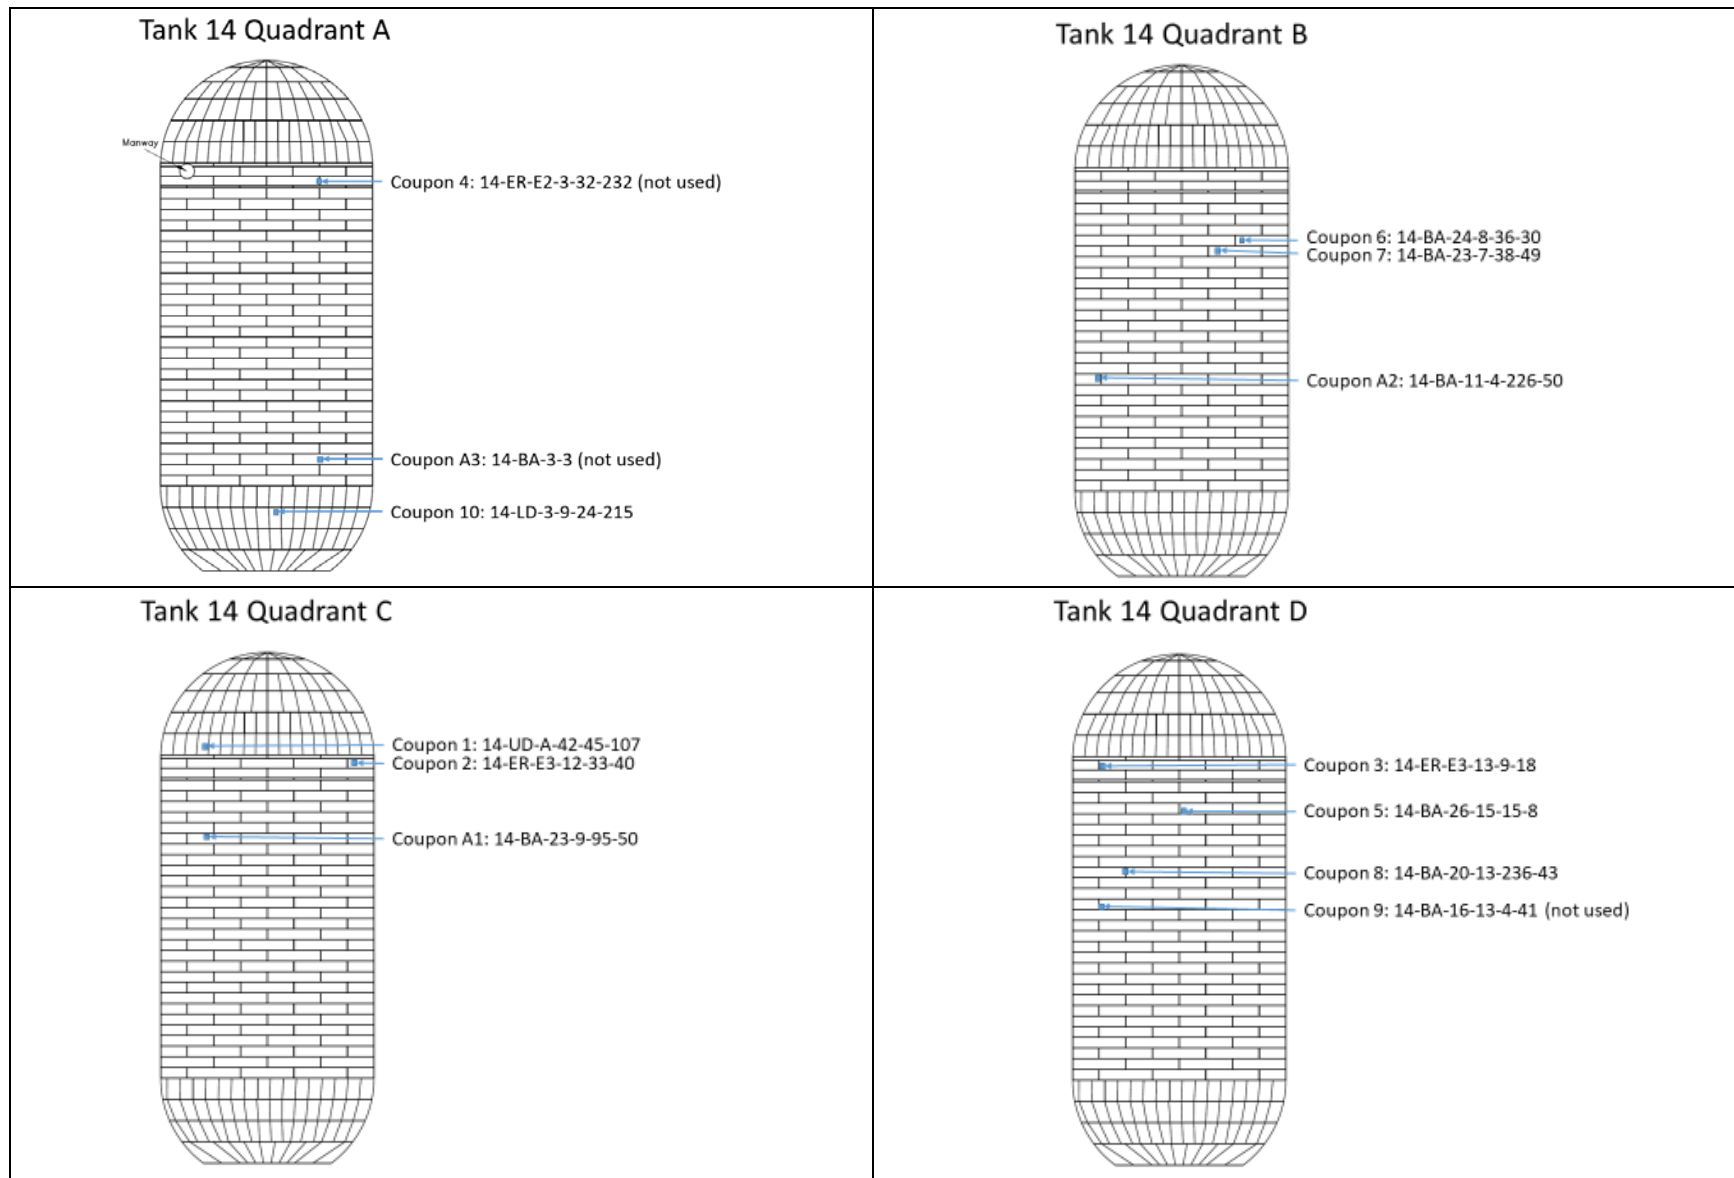 Tank 14 Quadrant A
Manway
Coupon 4: 14-ER-E2-3-32-232 (not used)
Coupon A3: 14-BA-3-3 (not used)
Coupon 10: 14-LD-3-9-24-215
Tank 14 Quadrant B
Coupon 6: 14-BA-24-8-36-30
Coupon 7: 14-BA-23-7-38-49
Coupon A2: 14-BA-11-4-226-50
Tank 14 Quadrant C
Coupon 1: 14-UD-A-42-45-107
Coupon 2: 14-ER-E3-12-33-40
Coupon A1: 14-BA-23-9-95-50
Tank 14 Quadrant D
Coupon 3: 14-ER-E3-13-9-18
Coupon 5: 14-BA-26-15-15-8
Coupon 8: 14-BA-20-13-236-43
Coupon 9: 14-BA-16-13-4-41 (not used)